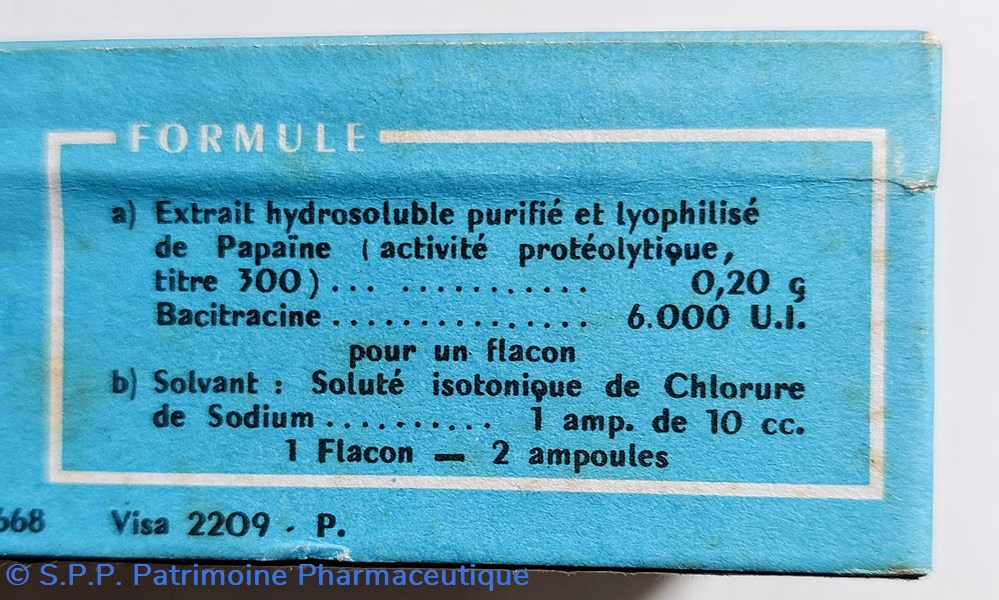 FORMULE
a) Extrait hydrosoluble purifié et lyophilisé
de Papaïne (activité protéolytique,
titre 300) ... ............ 0,20 g
Bacitracine ................ 6.000 U.I.
pour un flacon
b) Solvant : Soluté isotonique de Chlorure
de Sodium .......... 1 amp. de 10 cc.
1 Flacon — 2 ampoules
668 Visa 2209 - P.
© S.P.P. Patrimoine Pharmaceutique